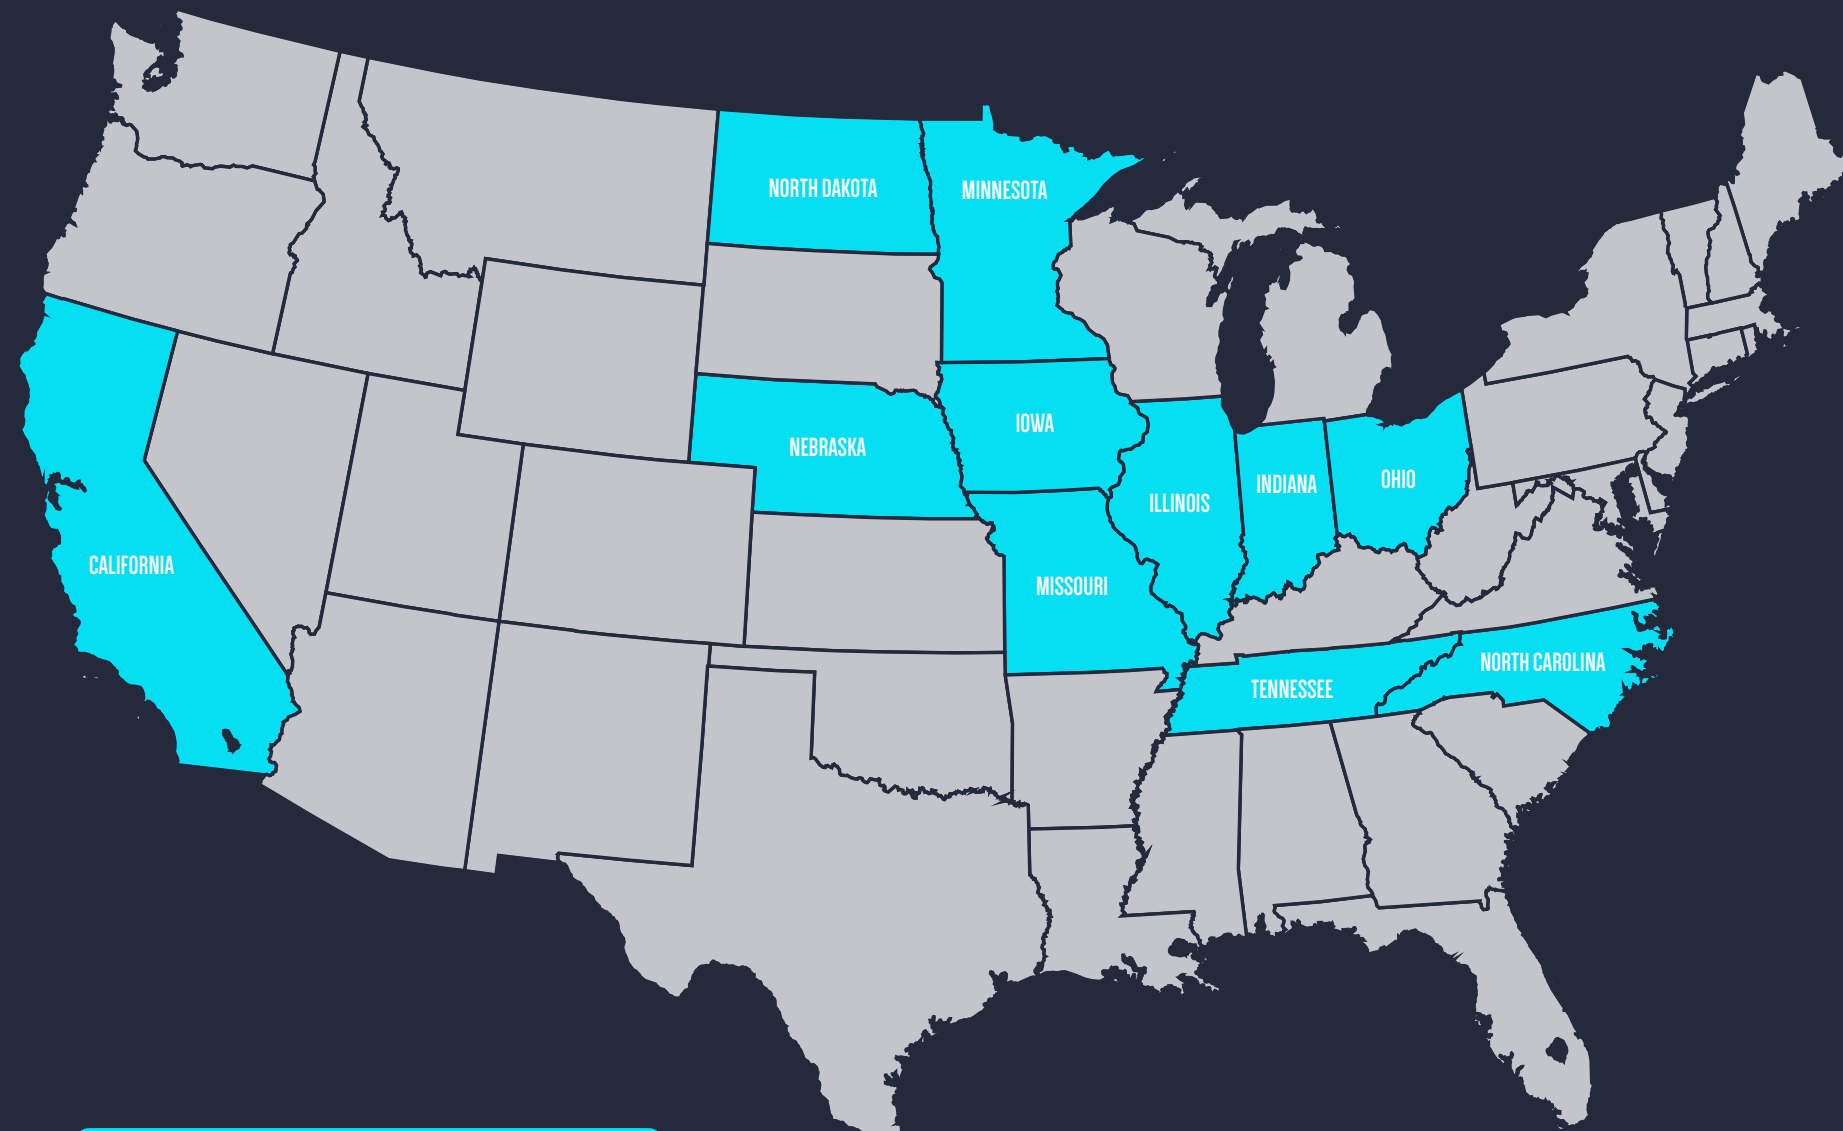 NORTH DAKOTA
MINNESOTA
IOWA
NEBRASKA
OHIO
INDIANA
ILLINOIS
CALIFORNIA
MISSOURI
NORTH CAROLINA
TENNESSEE